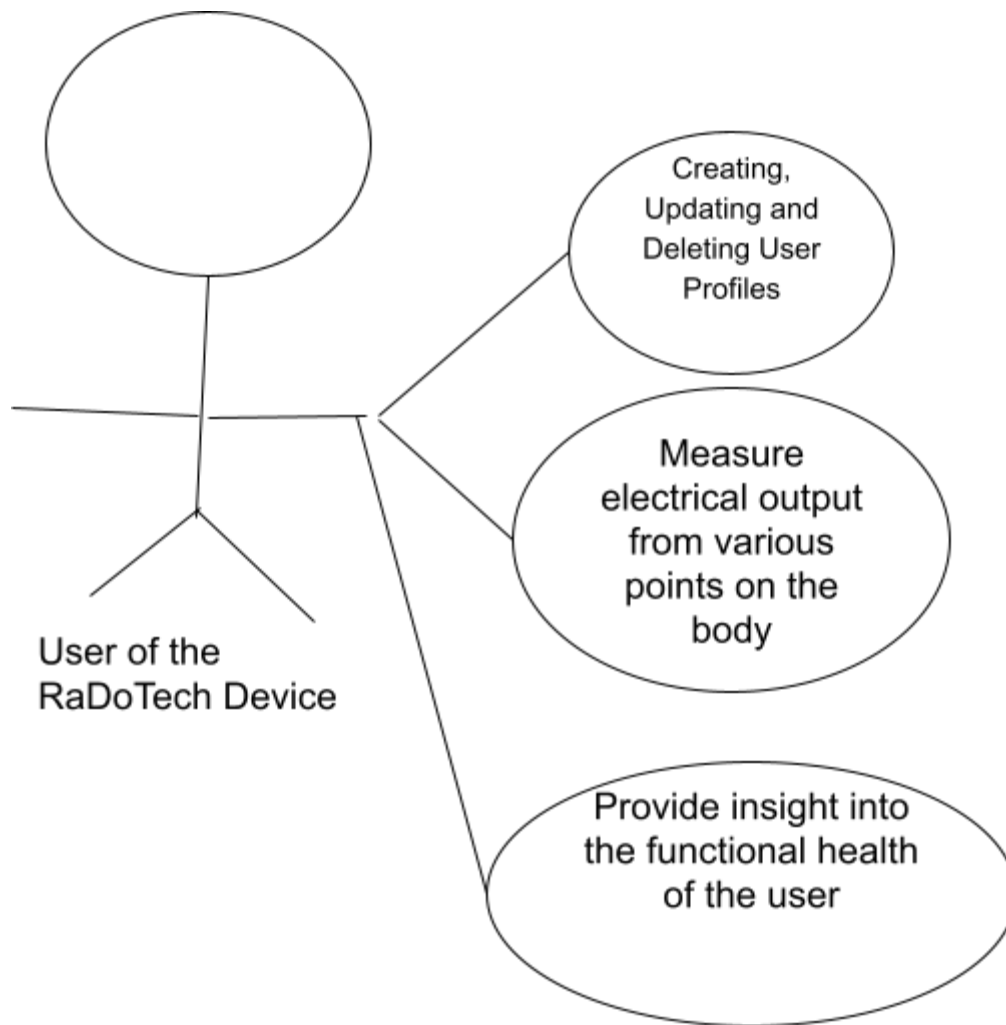 Creating,
Updating and
Deleting User
Profiles
Measure
electrical output
from various
points on the
body
User of the
RaDoTech Device
Provide insight into
the functional health
of the user